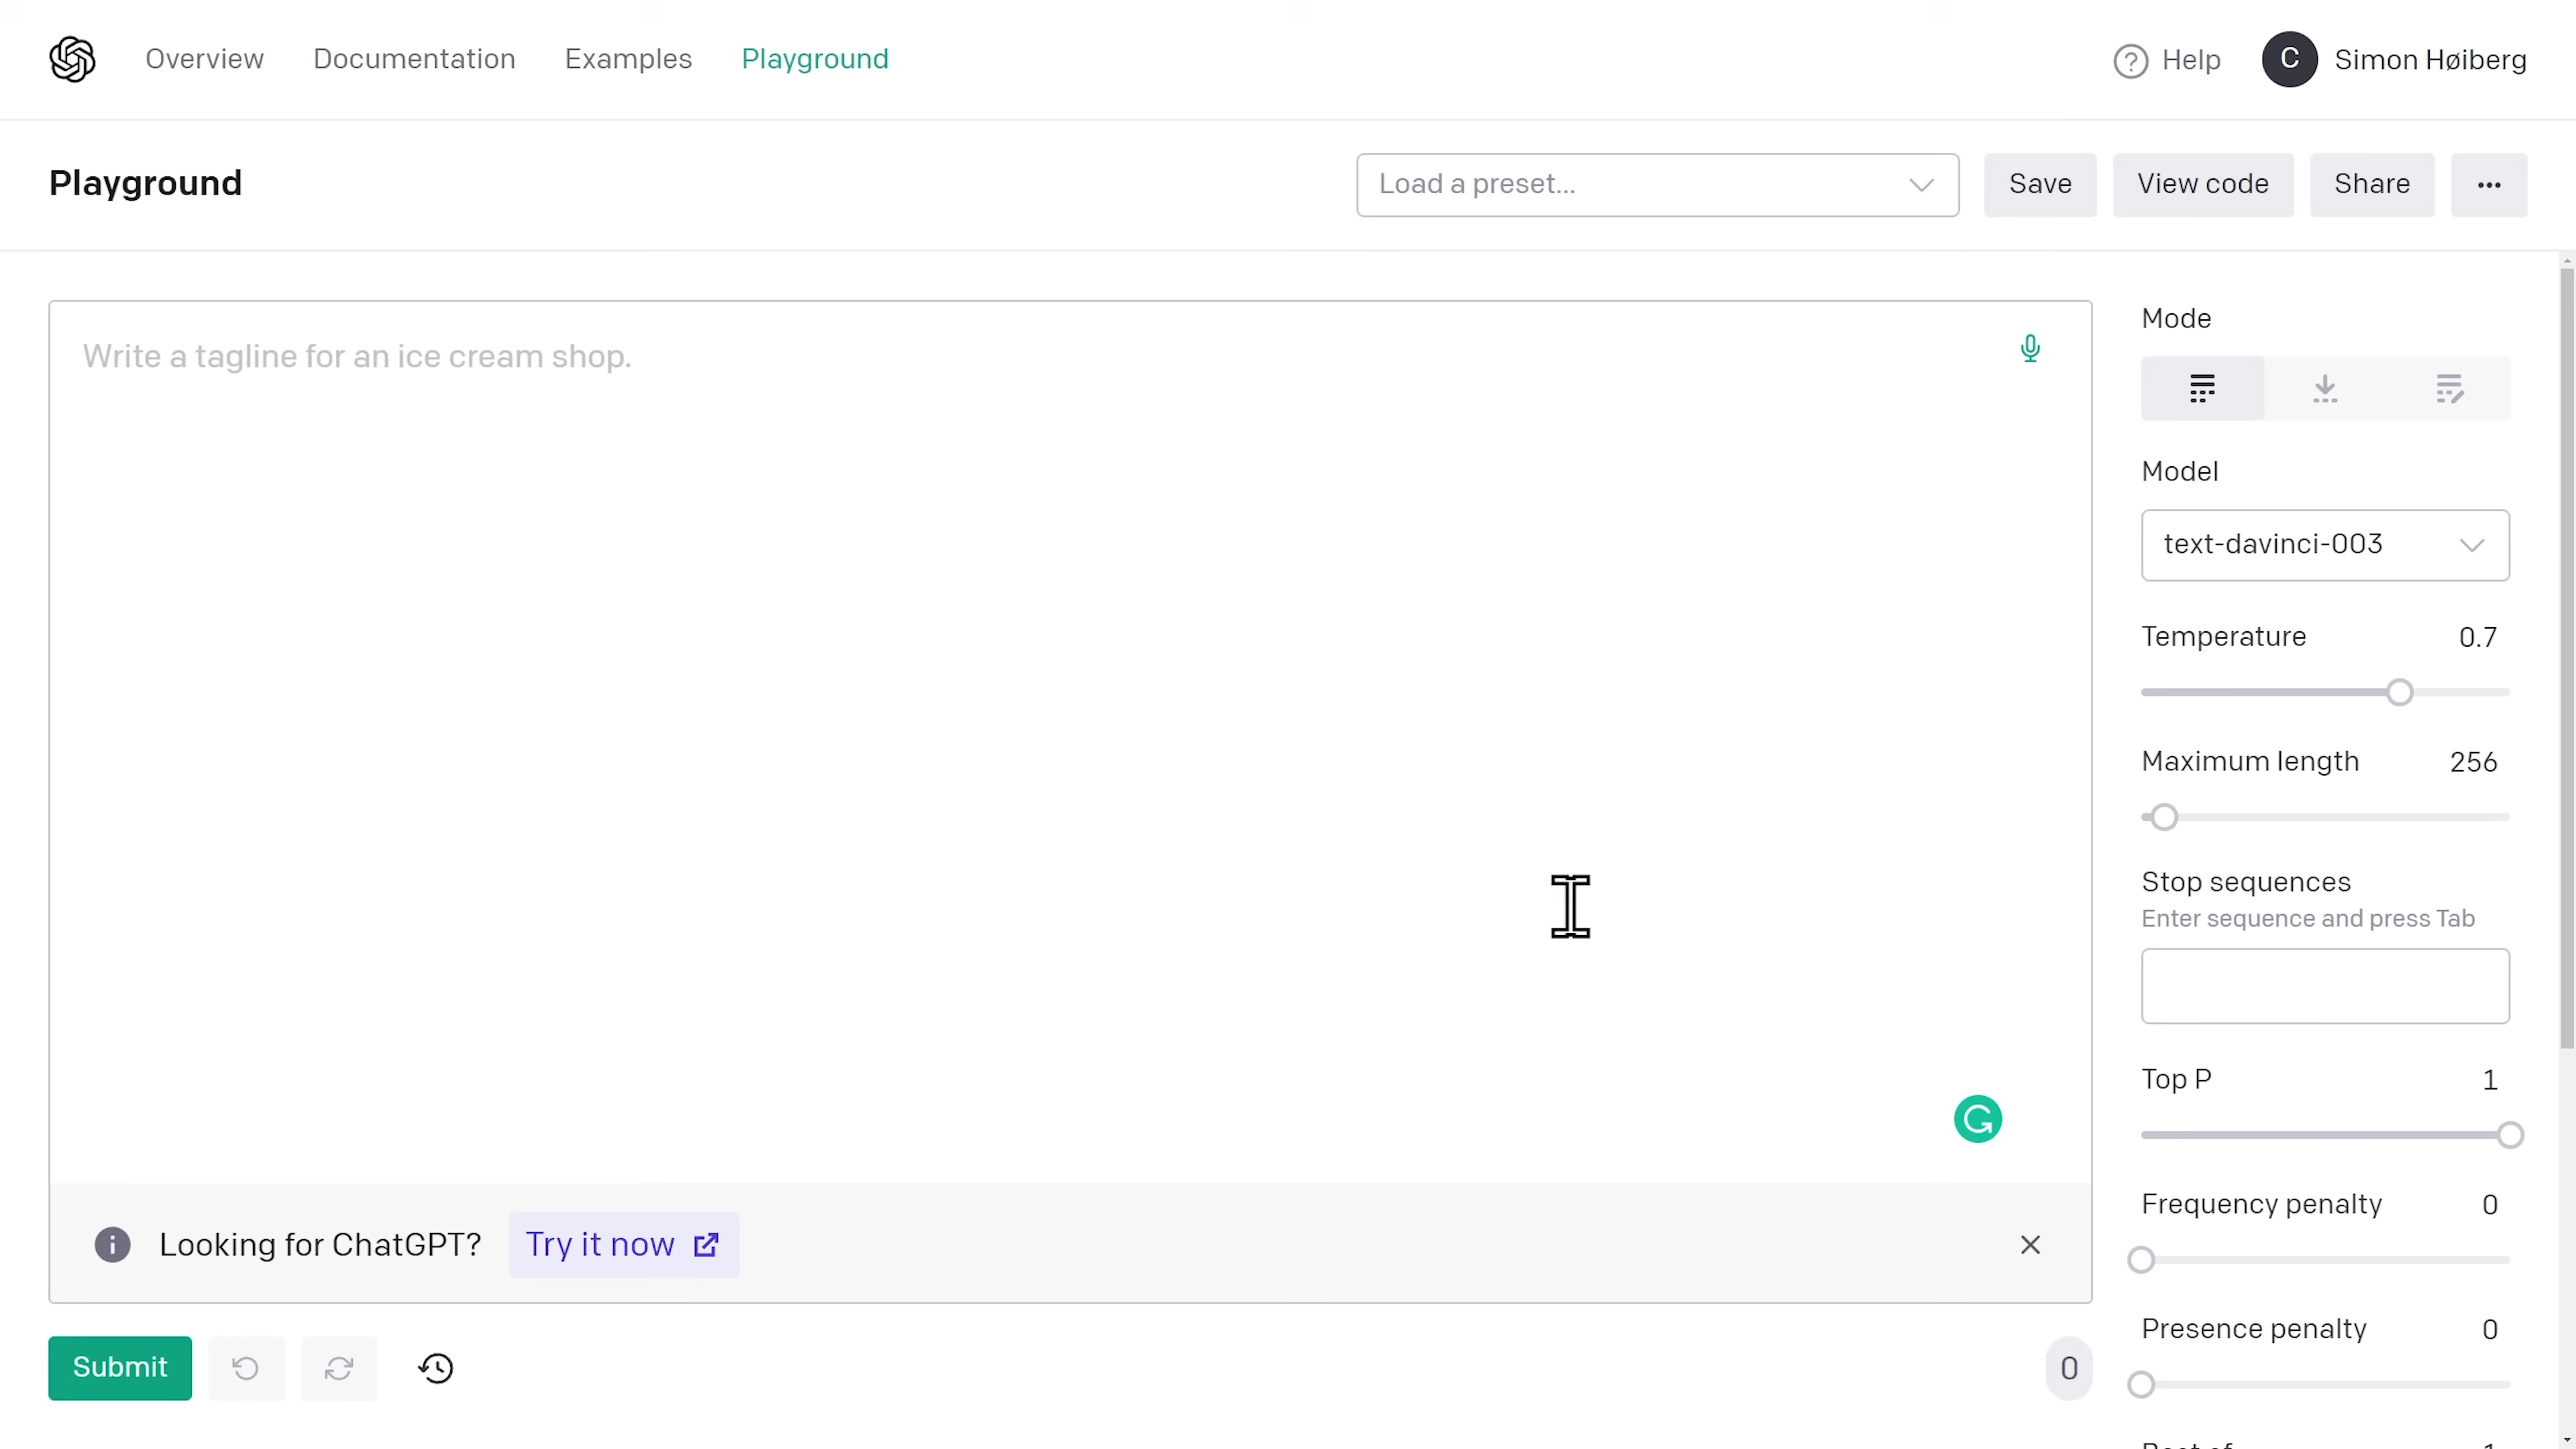 Overview Documentation Examples Playground Help C Simon Høiberg
Playground Load a preset... Save View code Share ...
Write a tagline for an ice cream shop.
Mode
Model
text-davinci-003
Temperature 0.7
Maximum length 256
Stop sequences
Enter sequence and press Tab
Top P 1
Frequency penalty 0
Looking for ChatGPT? Try it now
Presence penalty 0
Submit 0